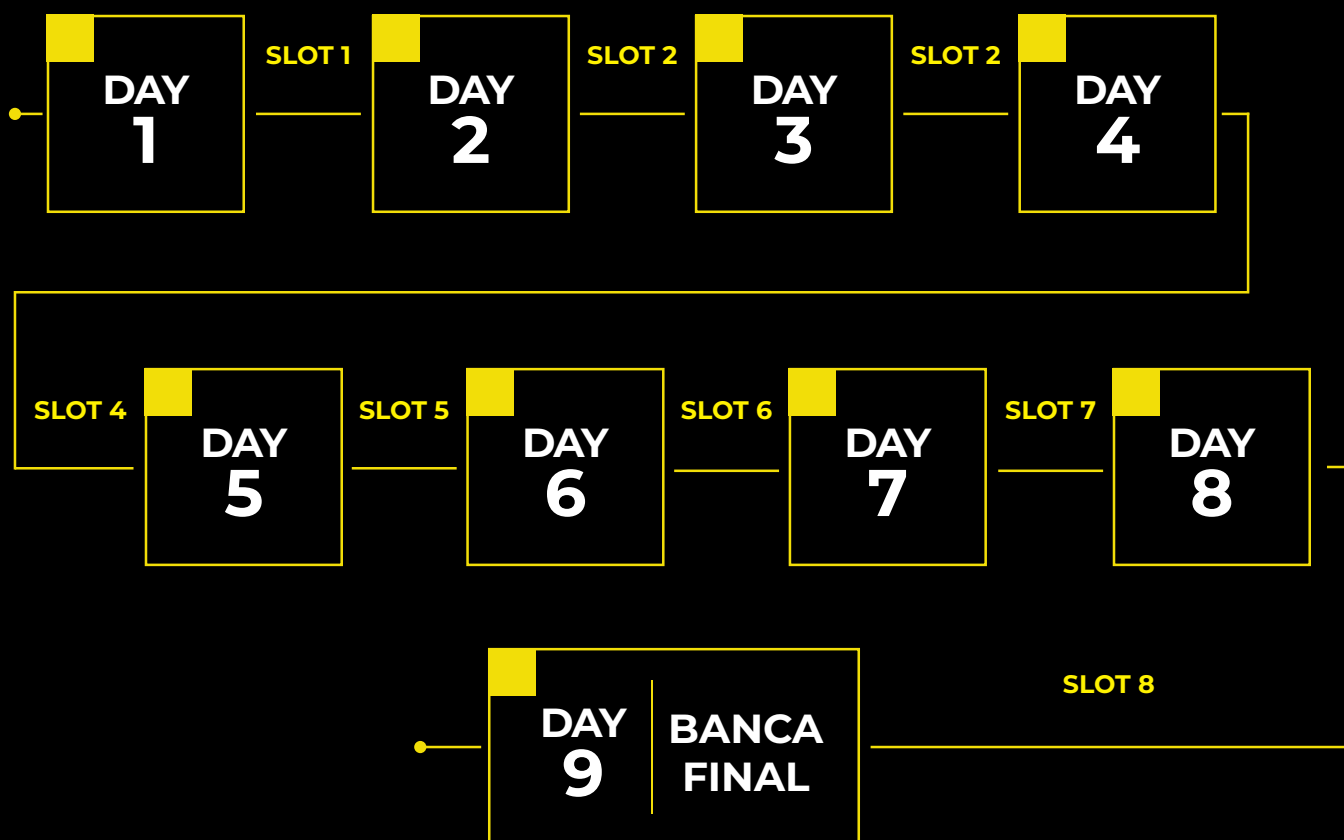 DAY
1
SLOT 1
DAY
2
SLOT 2
DAY
3
SLOT 2
DAY
4
SLOT 4
DAY
5
SLOT 5
DAY
6
SLOT 6
DAY
7
SLOT 7
DAY
8
DAY
9
BANCA
FINAL
SLOT 8